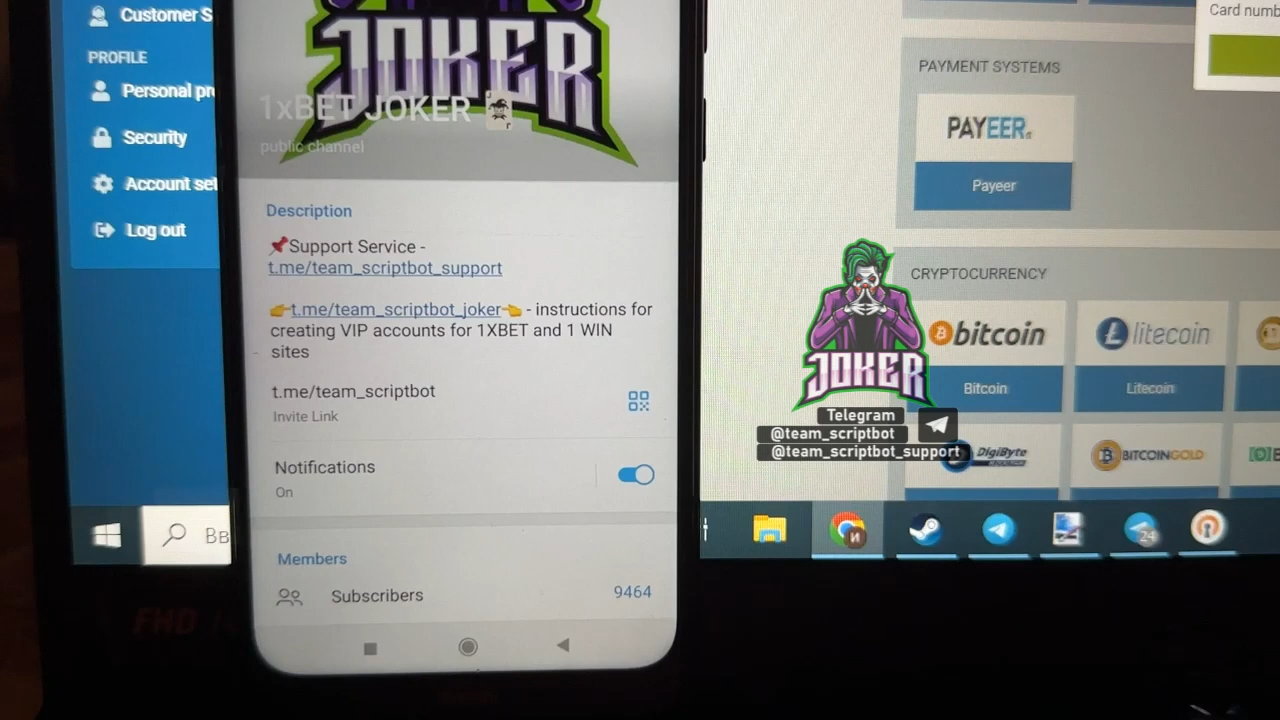 Customer S
PROFILE
Personal pr
Security
Account set
Log out
JOKER
1xBET JOKER
public channel
Description
📌Support Service -
t.me/team_scriptbot_support
👉t.me/team_scriptbot_joker👈 - instructions for
creating VIP accounts for 1XBET and 1 WIN
sites
t.me/team_scriptbot
Invite Link
Notifications
On
Members
Subscribers
9464
Card numb
PAYMENT SYSTEMS
PAYEER
Payeer
CRYPTOCURRENCY
bitcoin
Bitcoin
litecoin
Litecoin
DigiByte
BITCOINGOLD
JOKER
Telegram
@team_scriptbot
@team_scriptbot_support
Вв
24
И
FHD